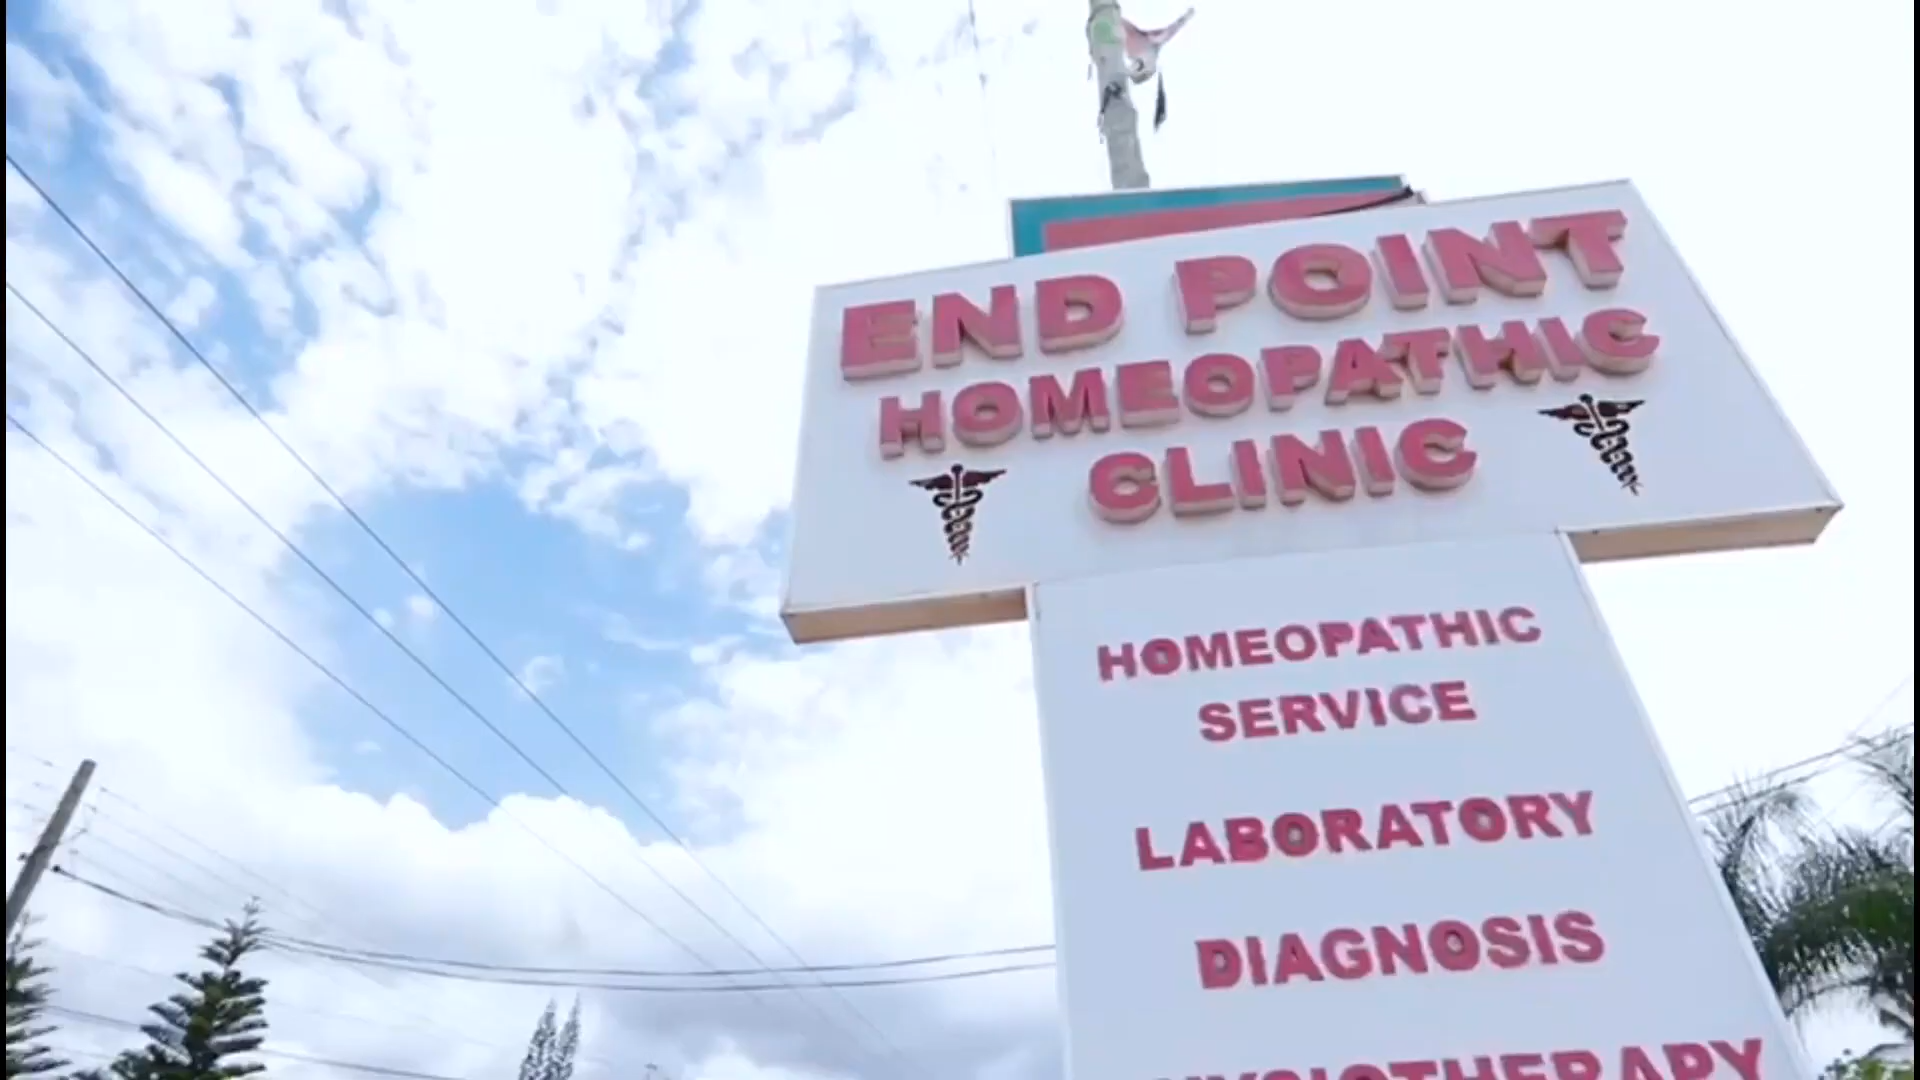 END POINT
HOMEOPATHIC
CLINIC
HOMEOPATHIC
SERVICE
LABORATORY
DIAGNOSIS